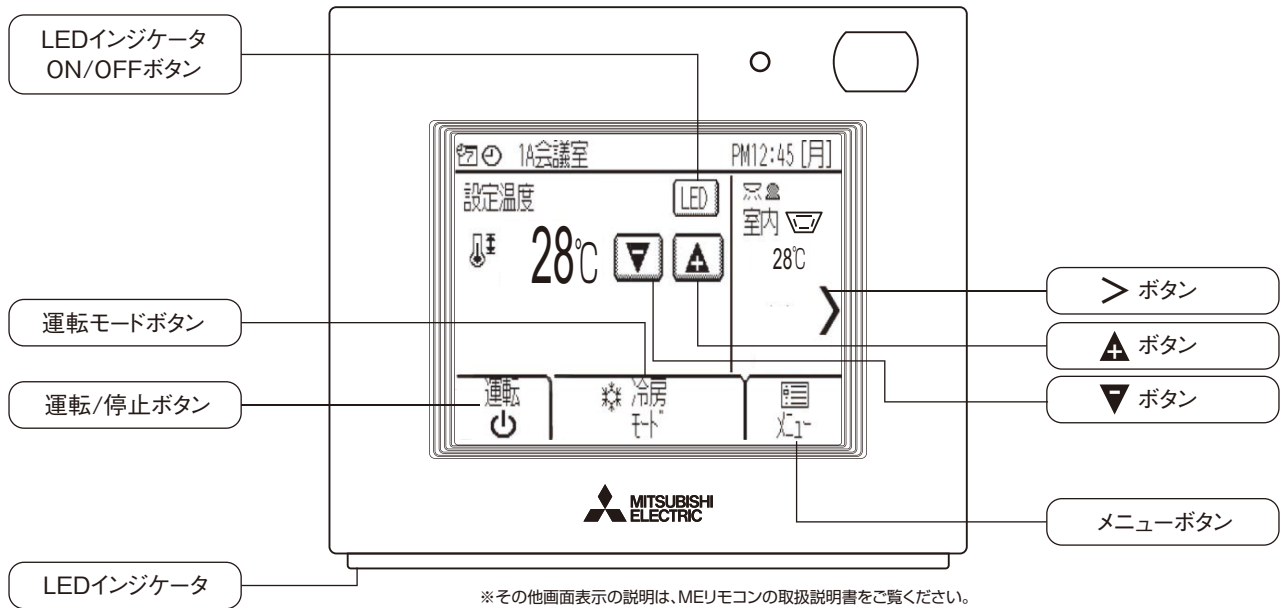 LEDインジケータ
ON/OFFボタン
1A会議室 PM12:45 [月]
設定温度 LED
室内
28℃ 28℃
運転モードボタン
運転/停止ボタン
> ボタン
ボタン
ボタン
運転 冷房 モード メニュー
MITSUBISHI
ELECTRIC
メニューボタン
LEDインジケータ
※その他画面表示の説明は、MEリモコンの取扱説明書をご覧ください。